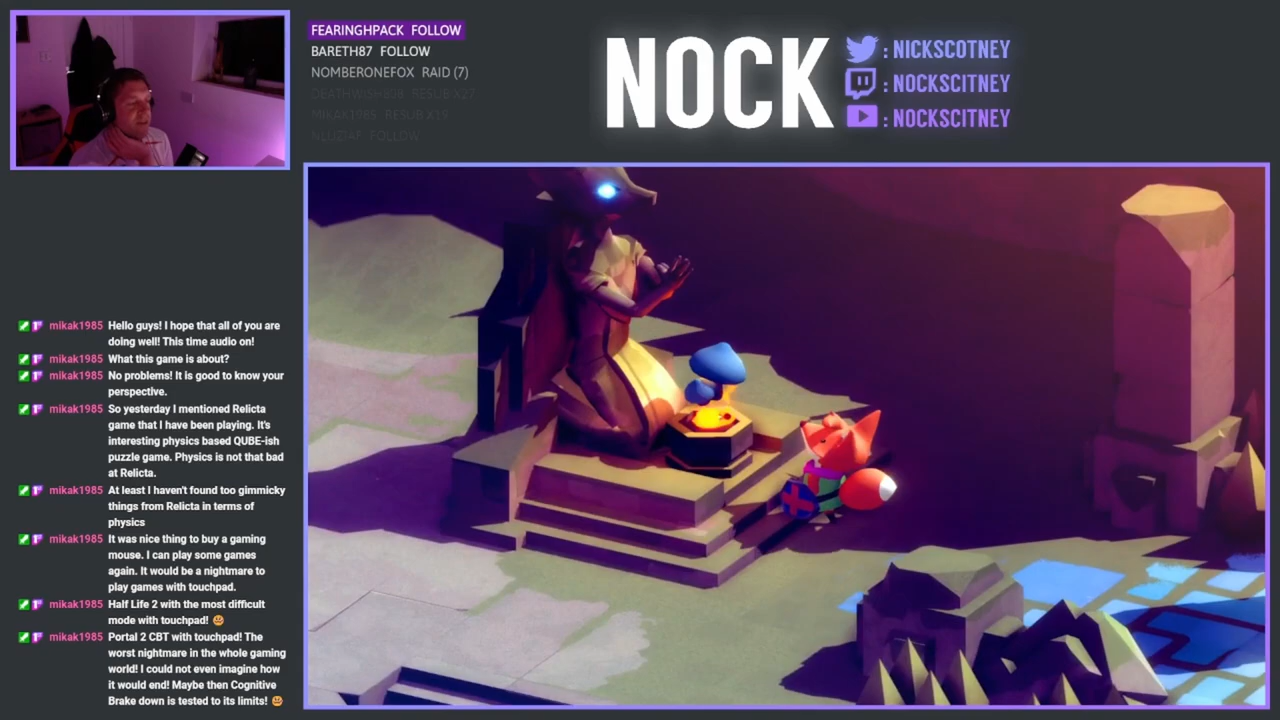 FEARINGHPACK FOLLOW
BARETH87 FOLLOW
NOMBERONEFOX RAID (7)
DEATHWISH898 RESUB X27
MIKAK1985 RESUB X19
FOLLOW
NOCK
: NICKSCOTNEY
: NOCKSCITNEY
: NOCKSCITNEY
mikak1985 Hello guys! I hope that all of you are
doing well! This time audio on!
mikak1985 What this game is about?
mikak1985 No problems! It is good to know your
perspective.
mikak1985 So yesterday I mentioned Relicta
game that I have been playing. It's
interesting physics based QUBE-ish
puzzle game. Physics is not that bad
at Relicta.
mikak1985 At least I haven't found too gimmicky
things from Relicta in terms of
physics
mikak1985 It was nice thing to buy a gaming
mouse. I can play some games
again. It would be a nightmare to
play games with touchpad.
mikak1985 Half Life 2 with the most difficult
mode with touchpad!
mikak1985 Portal 2 CBT with touchpad! The
worst nightmare in the whole gaming
world! I could not even imagine how
it would end! Maybe then Cognitive
Brake down is tested to its limits!